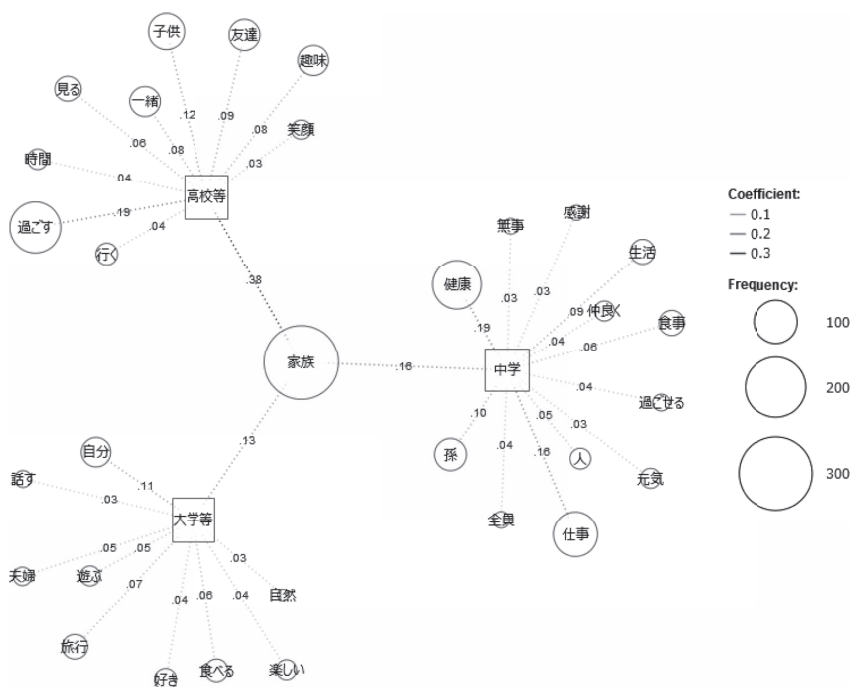 子供
友達
趣味
見る
一緒
笑顔
時間
過ごす
行く
高校等
.12
.09
.08
.06
.08
.03
.04
.19
.04
.38
家族
.16
.13
無事
感謝
生活
健康
仲良く
食事
中学
過ごせる
孫
人
元気
全員
仕事
.03
.03
.09
.19
.04
.06
.04
.10
.05
.03
.04
.16
自分
話す
大学等
夫婦
遊ぶ
自然
旅行
好き
食べる
楽しい
.11
.03
.05
.05
.07
.03
.04
.06
.04
Coefficient:
0.1
0.2
0.3
Frequency:
100
200
300